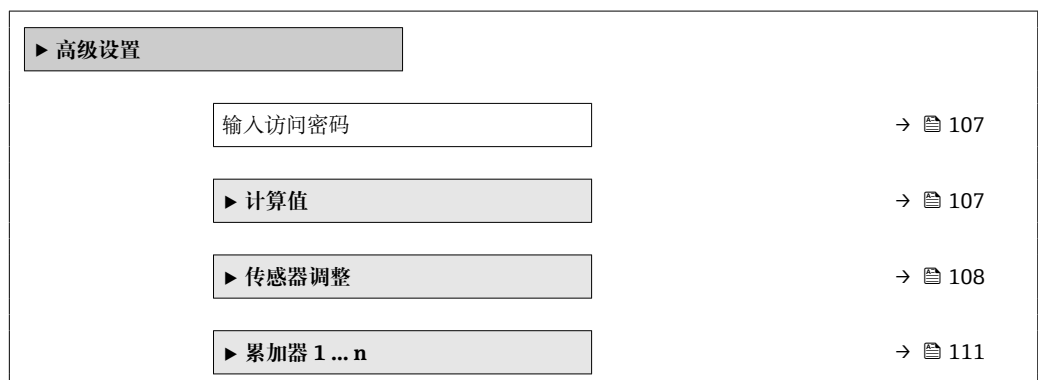 ▶ 高级设置
输入访问密码 → 🖹 107
▶ 计算值 → 🖹 107
▶ 传感器调整 → 🖹 108
▶ 累加器 1 … n → 🖹 111